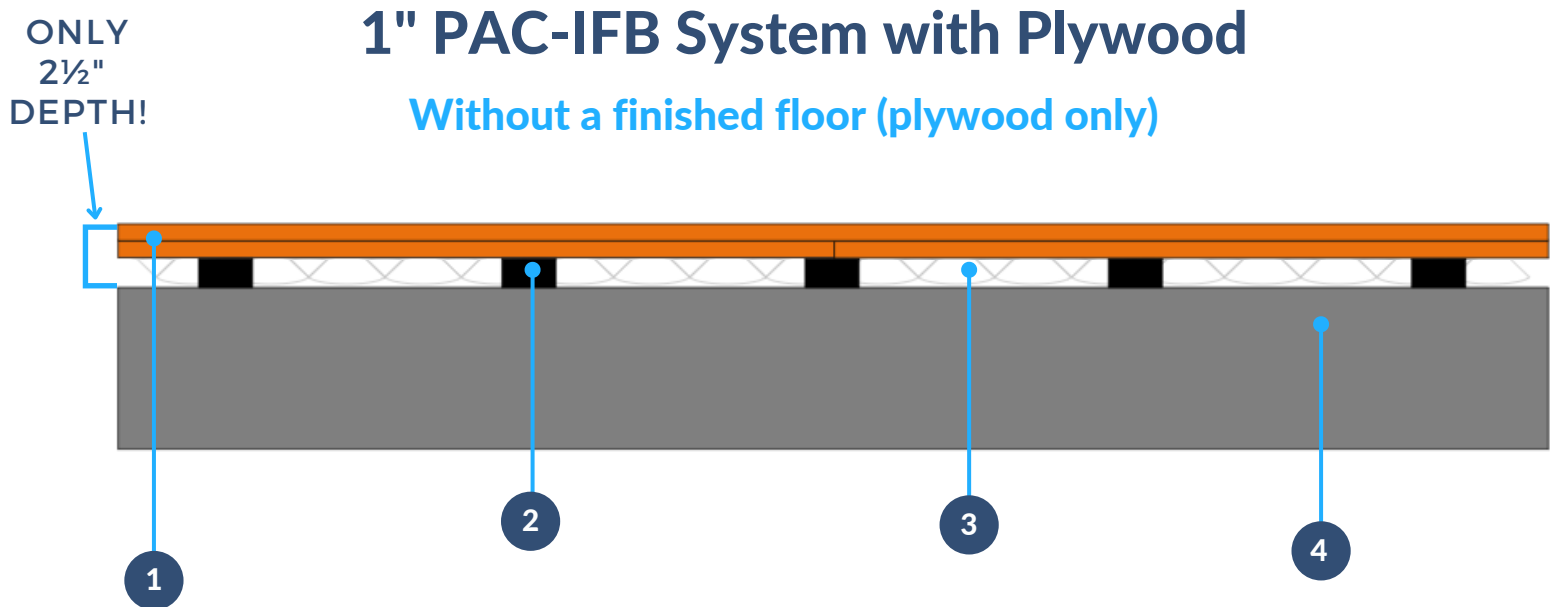 ONLY
2½"
DEPTH!
1" PAC-IFB System with Plywood
Without a finished floor (plywood only)
1
2
3
4